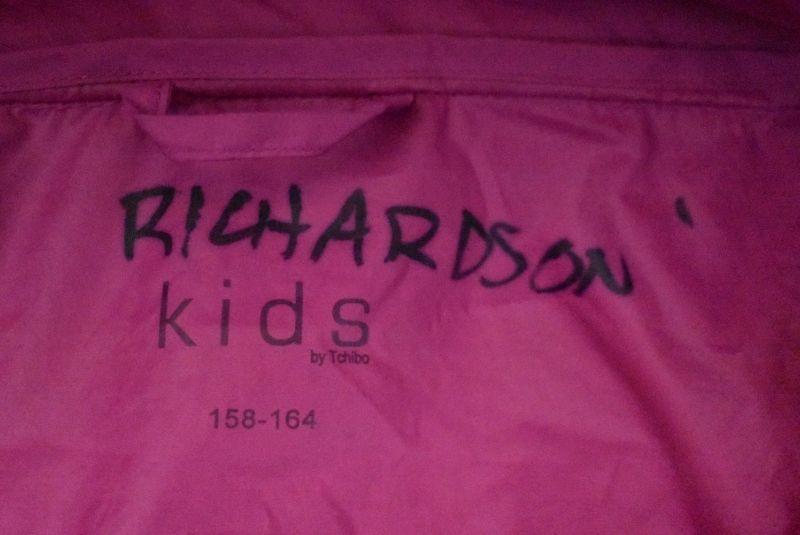 RICHARDSON
kids
by Tchibo
158-164